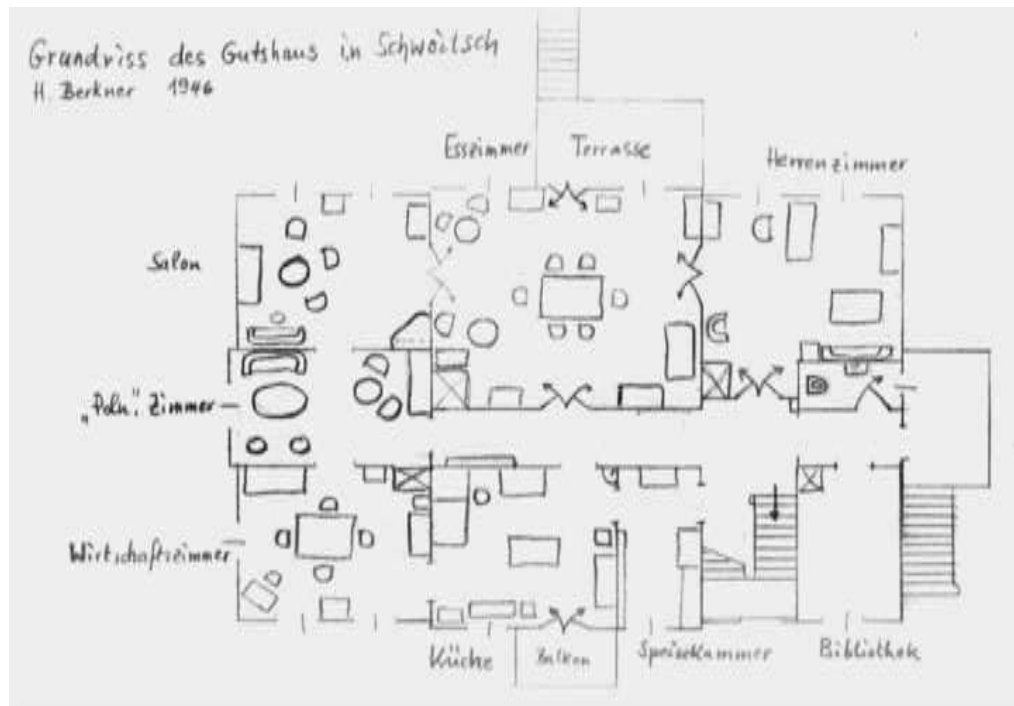 Grundriss des Gutshaus in Schwoitsch
H. Berkner 1946
Esszimmer Terrasse Herrenzimmer
Salon
„Poln." Zimmer
Wirtschaftszimmer
Küche Balkon Speisekammer Bibliothek